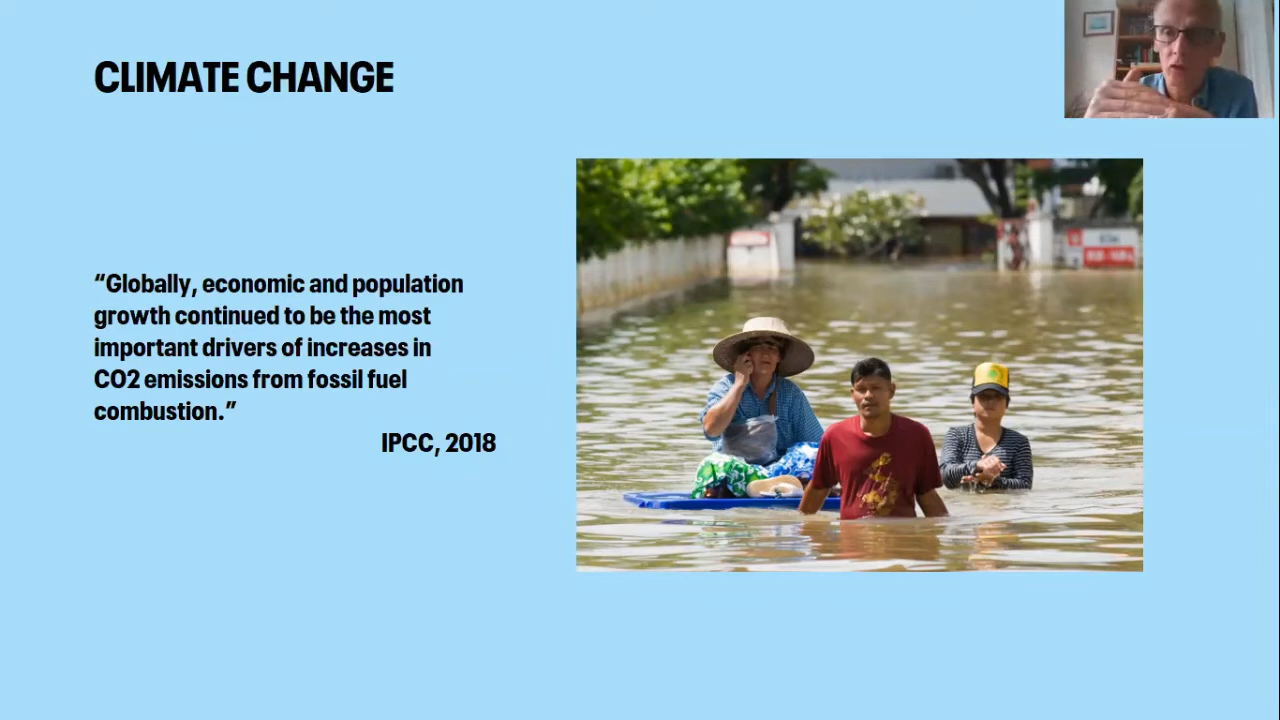 CLIMATE CHANGE
“Globally, economic and population
growth continued to be the most
important drivers of increases in
CO2 emissions from fossil fuel
combustion.”
IPCC, 2018